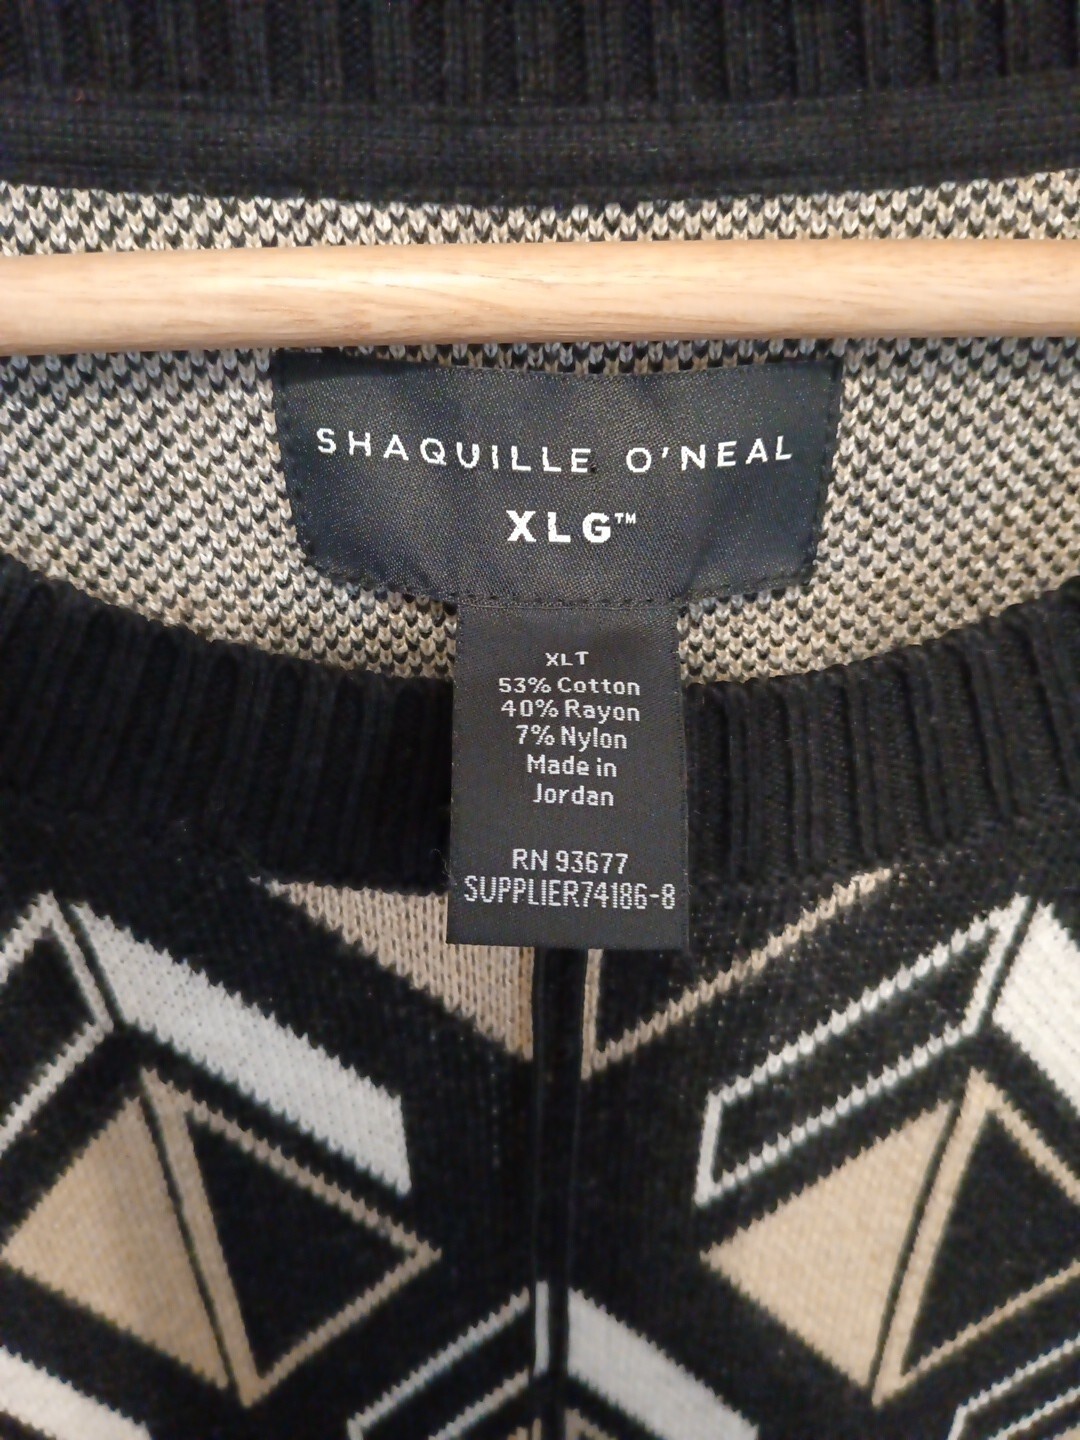 SHAQUILLE O'NEAL
XLG™
XLT
53% Cotton
40% Rayon
7% Nylon
Made in
Jordan
RN 93677
SUPPLIER74186-8